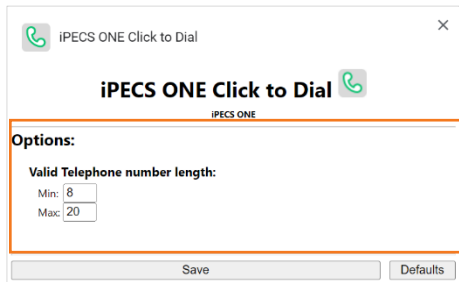 iPECS ONE Click to Dial
iPECS ONE Click to Dial
iPECS ONE
Options:
Valid Telephone number length:
Min: 8
Max: 20
Save Defaults